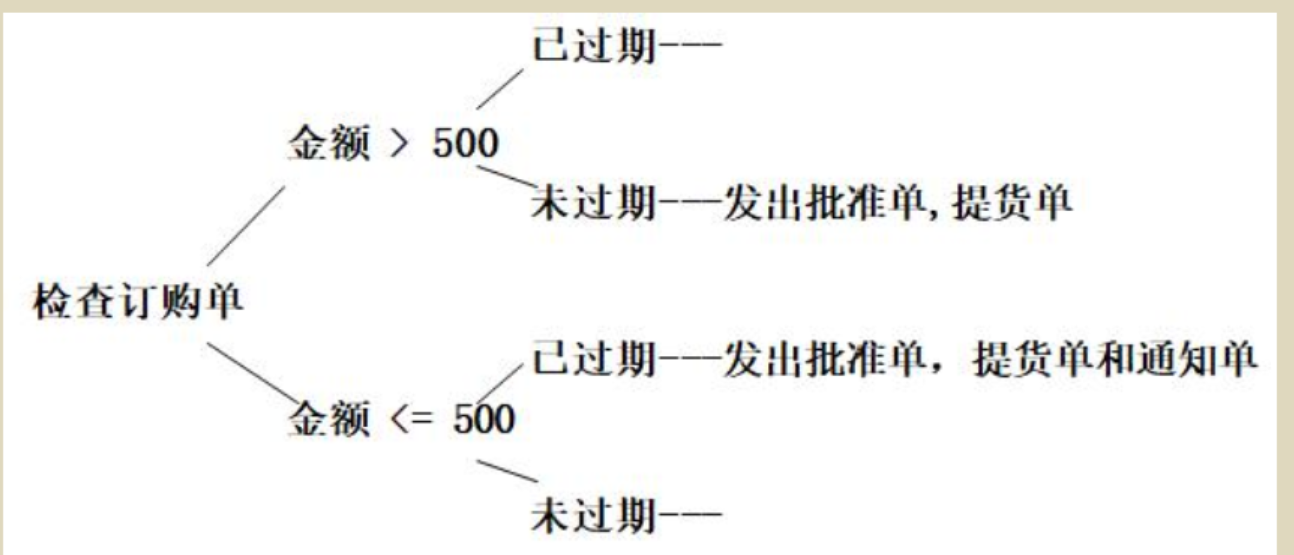 已过期---
金额 > 500
未过期---发出批准单,提货单
检查订购单
已过期---发出批准单，提货单和通知单
金额 <= 500
未过期---